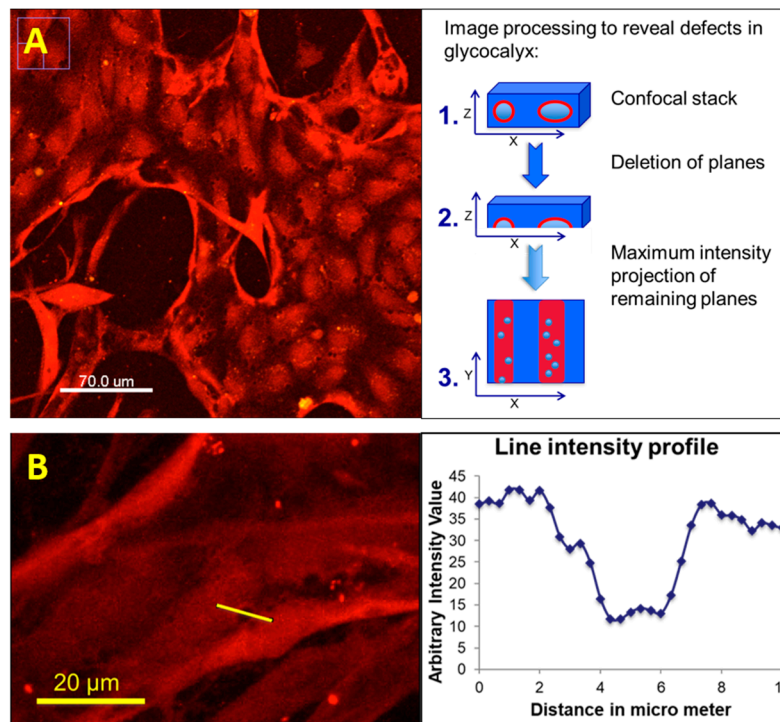 A
70.0 um
Image processing to reveal defects in
glycocalyx:
1.
Z
X
Confocal stack
Deletion of planes
2.
Z
X
Maximum intensity
projection of
remaining planes
3.
Y
X
B
20 µm
Line intensity profile
Arbitrary Intensity Value
45
40
35
30
25
20
15
10
5
0
0 2 4 6 8
Distance in micro meter